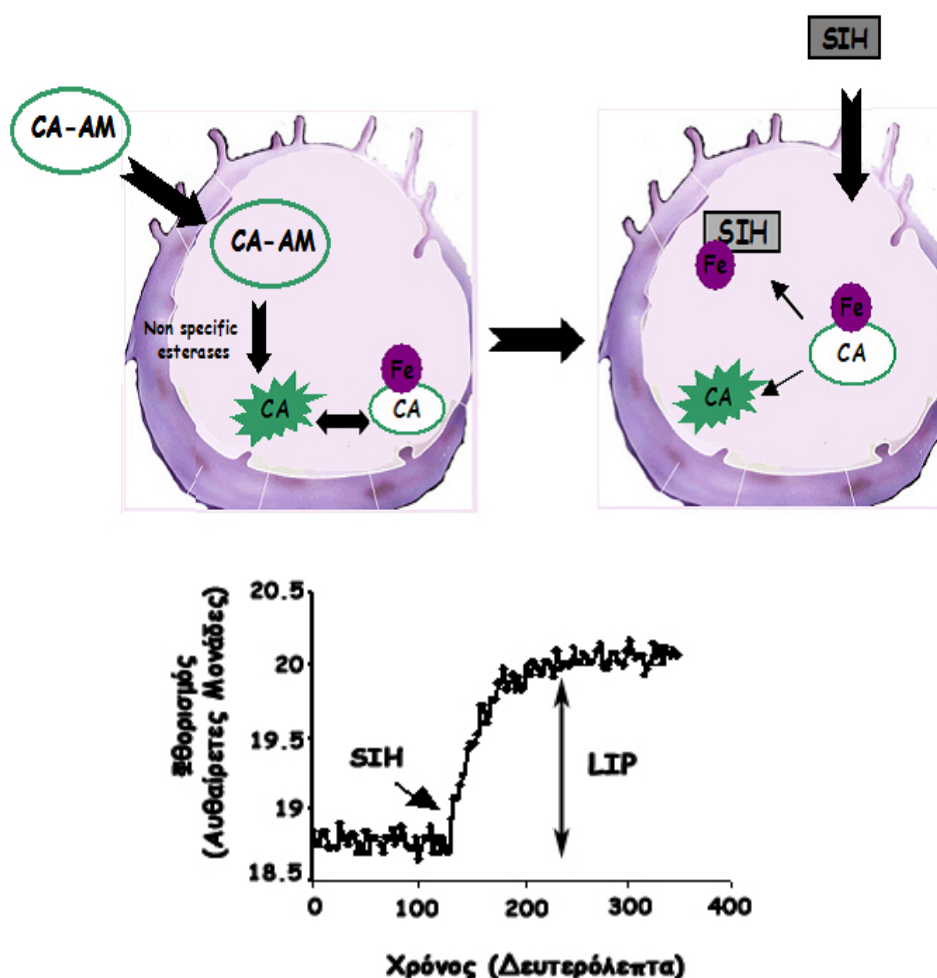 SIH
CA-AM
CA-AM
Non specific
esterases
CA
Fe
CA
SIH
Fe
Fe
CA
CA
Φθορισμός
(Αυθαίρετες Μονάδες)
20.5
20
19.5
19
18.5
SIH
LIP
0 100 200 300 400
Χρόνος (Δευτερόλεπτα)